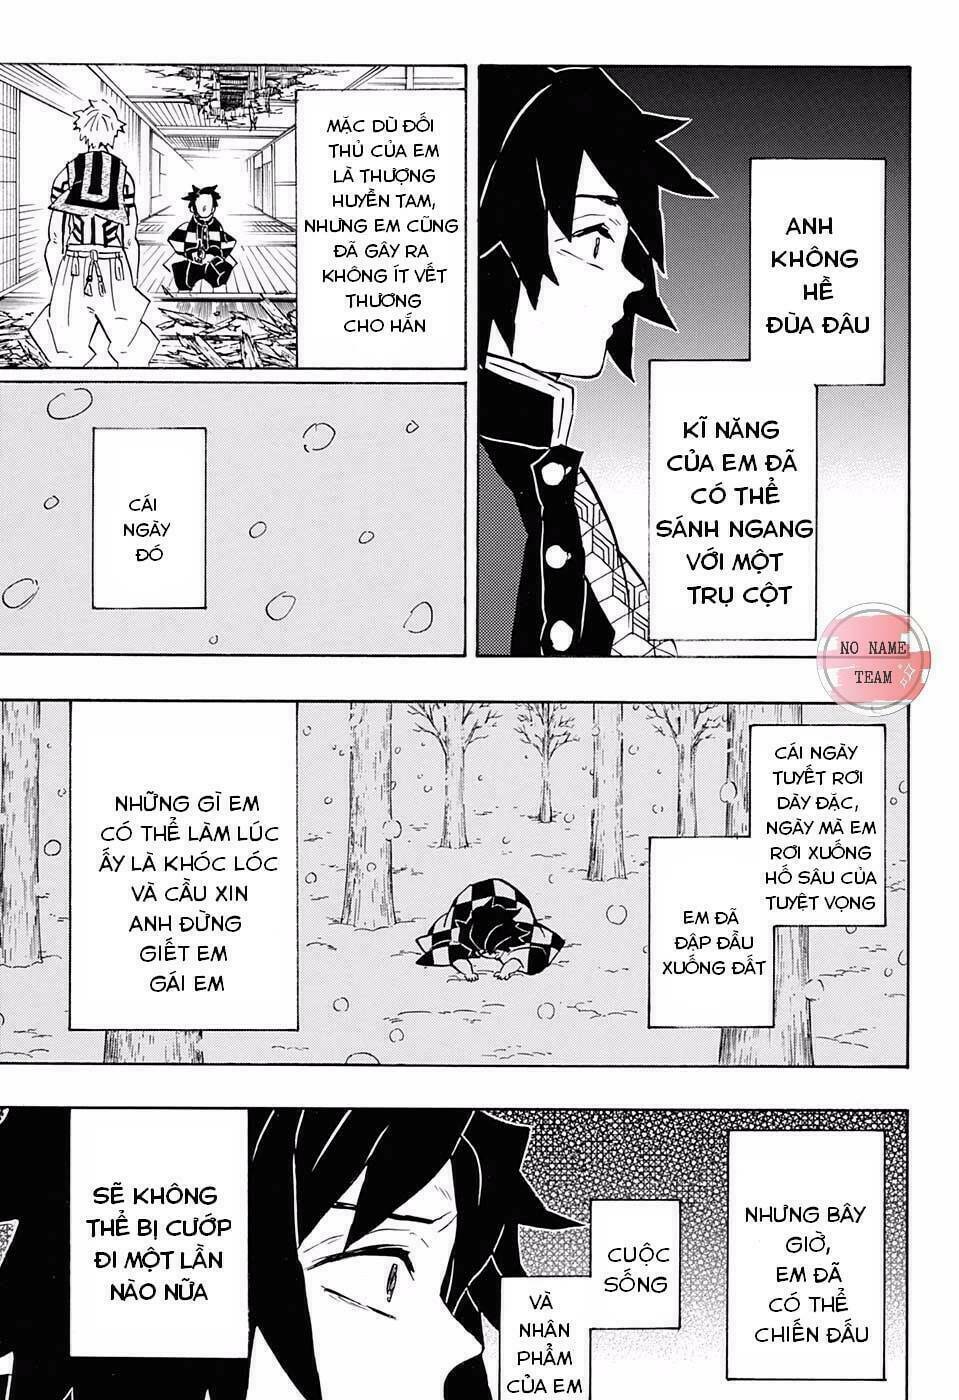 ANH
KHÔNG
HỀ
ĐÙA ĐÂU
KĨ NĂNG
CỦA EM ĐÃ
CÓ THỂ
SÁNH NGANG
VỚI MỘT
TRỤ CỘT
MẶC DÙ ĐỐI
THỦ CỦA EM
LÀ THƯỢNG
HUYỀN TAM,
NHƯNG EM CŨNG
ĐÃ GÂY RA
KHÔNG ÍT VẾT
THƯƠNG
CHO HẮN
CÁI
NGÀY
ĐÓ
NO NAME
TEAM
CÁI NGÀY
TUYẾT RƠI
DÀY ĐẶC,
NGÀY MÀ EM
RƠI XUỐNG
HỐ SÂU CỦA
TUYỆT VỌNG
EM ĐÃ
ĐẬP ĐẦU
XUỐNG ĐẤT
NHỮNG GÌ EM
CÓ THỂ LÀM LÚC
ẤY LÀ KHÓC LÓC
VÀ CẦU XIN
ANH ĐỪNG
GIẾT EM
GÁI EM
NHƯNG BÂY
GIỜ,
EM ĐÃ
CÓ THỂ
CHIẾN ĐẤU
CUỘC
SỐNG
VÀ
NHÂN
PHẨM
CỦA EM
SẼ KHÔNG
THỂ BỊ CƯỚP
ĐI MỘT LẦN
NÀO NỮA